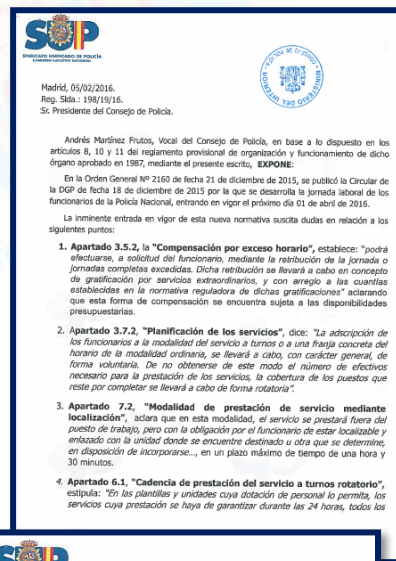 SUP
SINDICATO UNIFICADO DE POLICÍA
COMISIÓN EJECUTIVA NACIONAL
Madrid, 05/02/2016.
Reg. Slda.: 198/19/16.
Sr. Presidente del Consejo de Policía.
MINISTERIO DEL INTERIOR
Andrés Martínez Frutos, Vocal del Consejo de Policía, en base a lo dispuesto en los
artículos 8, 10 y 11 del reglamento provisional de organización y funcionamiento de dicho
órgano aprobado en 1987, mediante el presente escrito, EXPONE:
En la Orden General Nº 2160 de fecha 21 de diciembre de 2015, se publicó la Circular de
la DGP de fecha 18 de diciembre de 2015 por la que se desarrolla la jornada laboral de los
funcionarios de la Policía Nacional, entrando en vigor el próximo día 01 de abril de 2016.
La inminente entrada en vigor de esta nueva normativa suscita dudas en relación a los
siguientes puntos:
1. Apartado 3.5.2, la "Compensación por exceso horario", establece: "podrá
efectuarse, a solicitud del funcionario, mediante la retribución de la jornada o
jornadas completas excedidas. Dicha retribución se llevará a cabo en concepto
de gratificación por servicios extraordinarios, y con arreglo a las cuantías
establecidas en la normativa reguladora de dichas gratificaciones" aclarando
que esta forma de compensación se encuentra sujeta a las disponibilidades
presupuestarias.
2. Apartado 3.7.2, "Planificación de los servicios", dice: "La adscripción de
los funcionarios a la modalidad del servicio a turnos o a una franja concreta del
horario de la modalidad ordinaria, se llevará a cabo, con carácter general, de
forma voluntaria. De no obtenerse de este modo el número de efectivos
necesario para la prestación de los servicios, la cobertura de los puestos que
reste por completar se llevará a cabo de forma rotatoria".
3. Apartado 7.2, "Modalidad de prestación de servicio mediante
localización", aclara que en esta modalidad, el servicio se prestará fuera del
puesto de trabajo, pero con la obligación por el funcionario de estar localizable y
enlazado con la unidad donde se encuentre destinado u otra que se determine,
en disposición de incorporarse..., en un plazo máximo de tiempo de una hora y
30 minutos.
4. Apartado 6.1, "Cadencia de prestación del servicio a turnos rotatorio",
estipula: "En las plantillas y unidades cuya dotación de personal lo permita, los
servicios cuya prestación se haya de garantizar durante las 24 horas, todos los